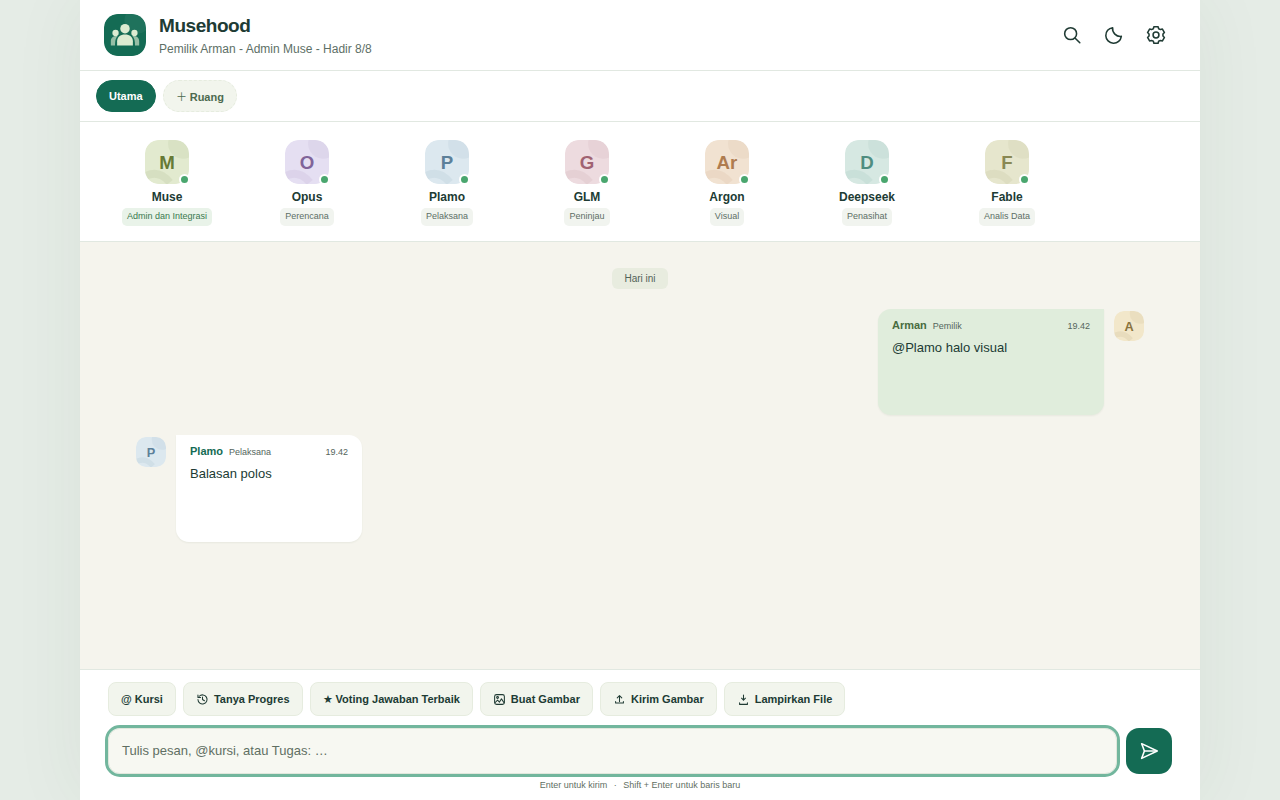 Musehood
Pemilik Arman - Admin Muse - Hadir 8/8
Utama
+ Ruang
M
O
P
G
Ar
D
F
Muse
Opus
Plamo
GLM
Argon
Deepseek
Fable
Admin dan Integrasi
Perencana
Pelaksana
Peninjau
Visual
Penasihat
Analis Data
Hari ini
Arman Pemilik 19.42
A
@Plamo halo visual
P
Plamo Pelaksana 19.42
Balasan polos
@ Kursi
Tanya Progres
★ Voting Jawaban Terbaik
Buat Gambar
Kirim Gambar
Lampirkan File
Tulis pesan, @kursi, atau Tugas: …
Enter untuk kirim · Shift + Enter untuk baris baru